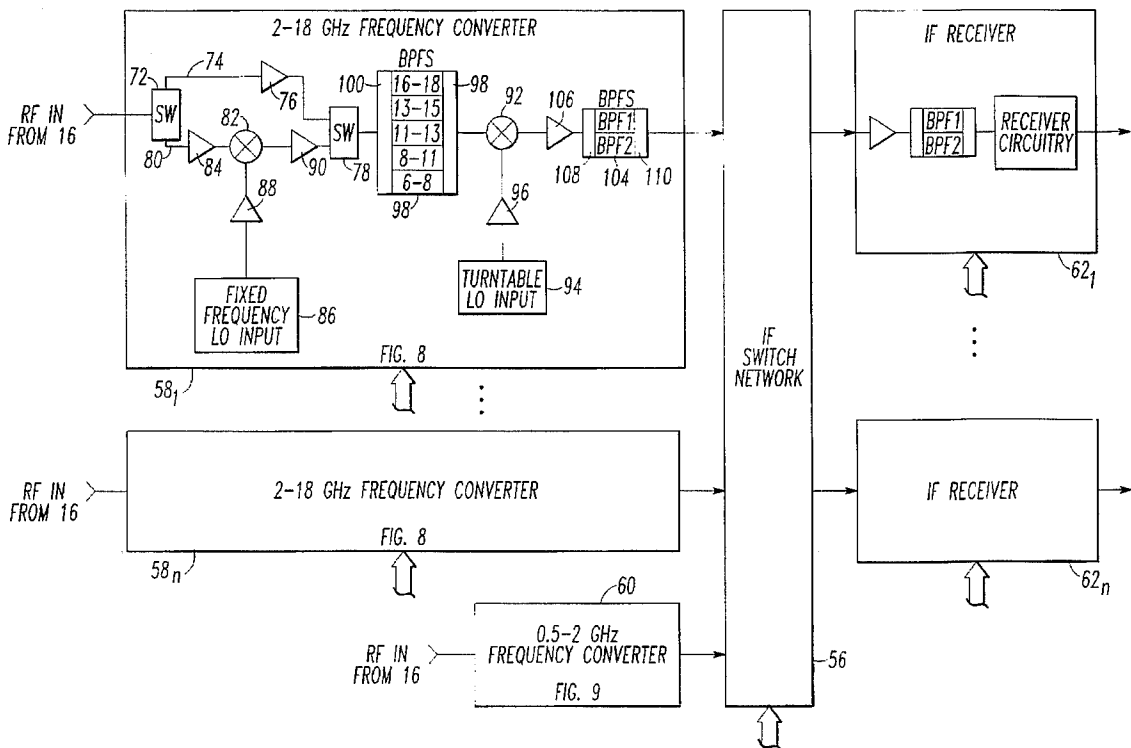 2-18 GHz FREQUENCY CONVERTER
72
74
76
SW
RF IN
FROM 16
80
84
82
88
90
SW
78
BPFS
100
16-18
13-15
11-13
8-11
6-8
98
98
92
96
106
BPFS
BPF1
BPF2
108
104
110
FIXED
FREQUENCY
LO INPUT
86
TURNTABLE
LO INPUT
94
FIG. 8
58₁
IF RECEIVER
BPF1
BPF2
RECEIVER
CIRCUITRY
62₁
IF
SWITCH
NETWORK
56
RF IN
FROM 16
2-18 GHz FREQUENCY CONVERTER
FIG. 8
58n
IF RECEIVER
62n
60
RF IN
FROM 16
0.5-2 GHz
FREQUENCY CONVERTER
FIG. 9